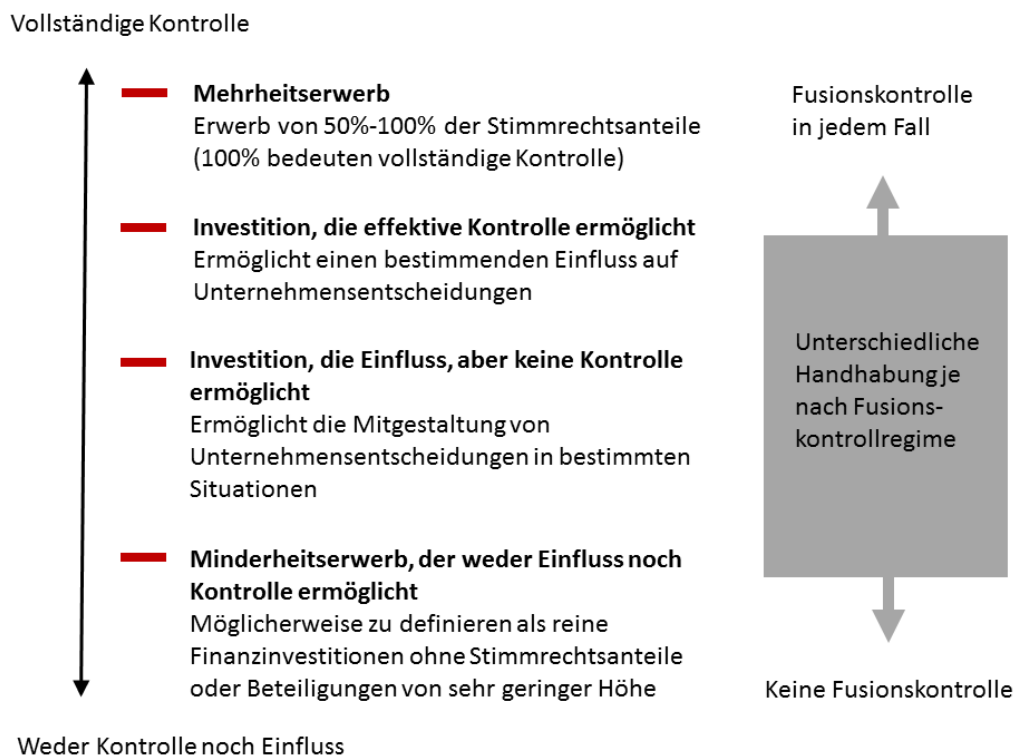 Vollständige Kontrolle
Mehrheitserwerb
Erwerb von 50%-100% der Stimmrechtsanteile
(100% bedeuten vollständige Kontrolle)
Investition, die effektive Kontrolle ermöglicht
Ermöglicht einen bestimmenden Einfluss auf
Unternehmensentscheidungen
Investition, die Einfluss, aber keine Kontrolle
ermöglicht
Ermöglicht die Mitgestaltung von
Unternehmensentscheidungen in bestimmten
Situationen
Minderheitserwerb, der weder Einfluss noch
Kontrolle ermöglicht
Möglicherweise zu definieren als reine
Finanzinvestitionen ohne Stimmrechtsanteile
oder Beteiligungen von sehr geringer Höhe
Weder Kontrolle noch Einfluss
Fusionskontrolle
in jedem Fall
Unterschiedliche
Handhabung je
nach Fusions-
kontrollregime
Keine Fusionskontrolle